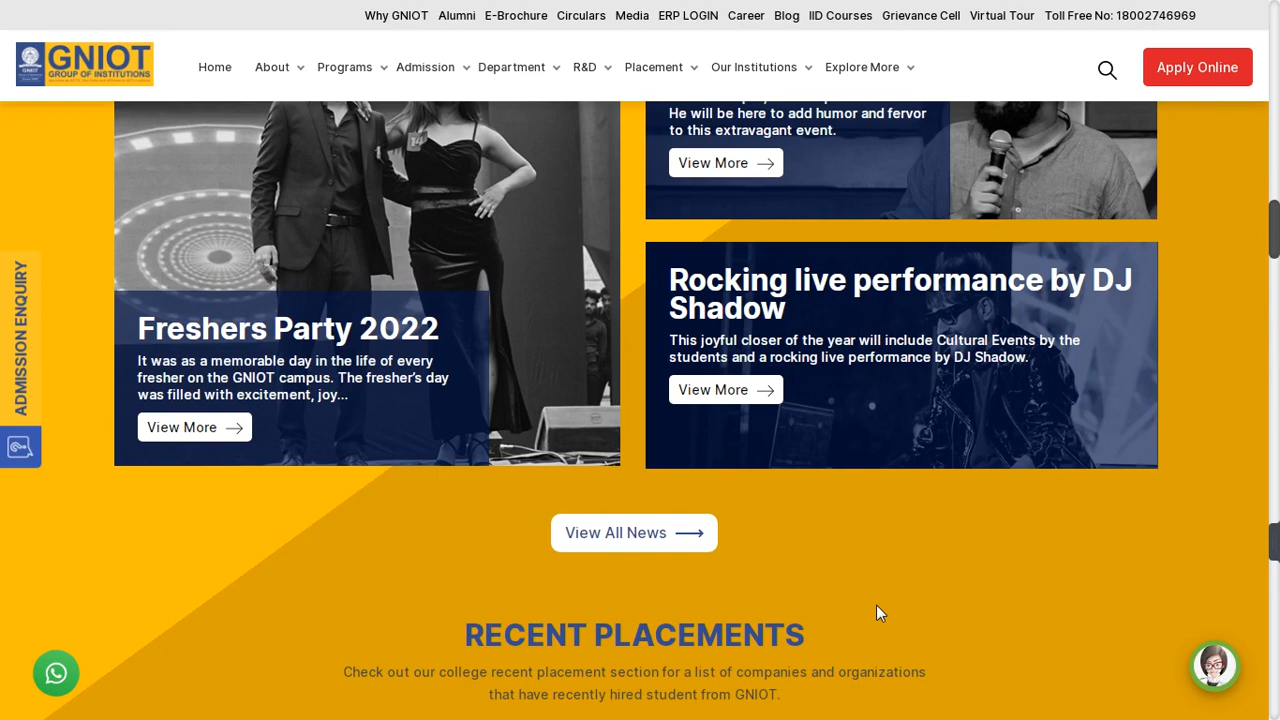 Why GNIOT Alumni E-Brochure Circulars Media ERP LOGIN Career Blog IID Courses Grievance Cell Virtual Tour Toll Free No: 18002746969
GNIOT
GROUP OF INSTITUTIONS
Home About Programs Admission Department R&D Placement Our Institutions Explore More
Apply Online
He will be here to add humor and fervor
to this extravagant event.
View More
Rocking live performance by DJ
Shadow
This joyful closer of the year will include Cultural Events by the
students and a rocking live performance by DJ Shadow.
View More
Freshers Party 2022
It was as a memorable day in the life of every
fresher on the GNIOT campus. The fresher’s day
was filled with excitement, joy...
View More
ADMISSION ENQUIRY
View All News
RECENT PLACEMENTS
Check out our college recent placement section for a list of companies and organizations
that have recently hired student from GNIOT.